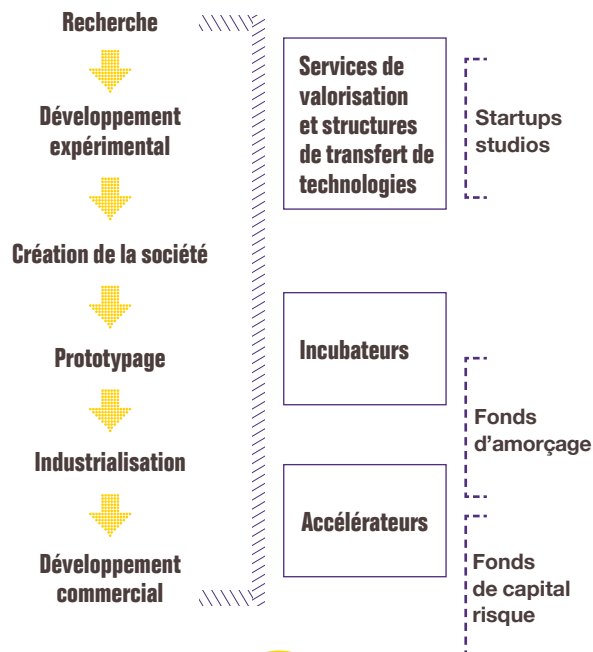 Recherche
Développement
expérimental
Création de la société
Prototypage
Industrialisation
Développement
commercial
Services de
valorisation
et structures
de transfert de
technologies
Incubateurs
Accélérateurs
Startups
studios
Fonds
d’amorçage
Fonds
de capital
risque